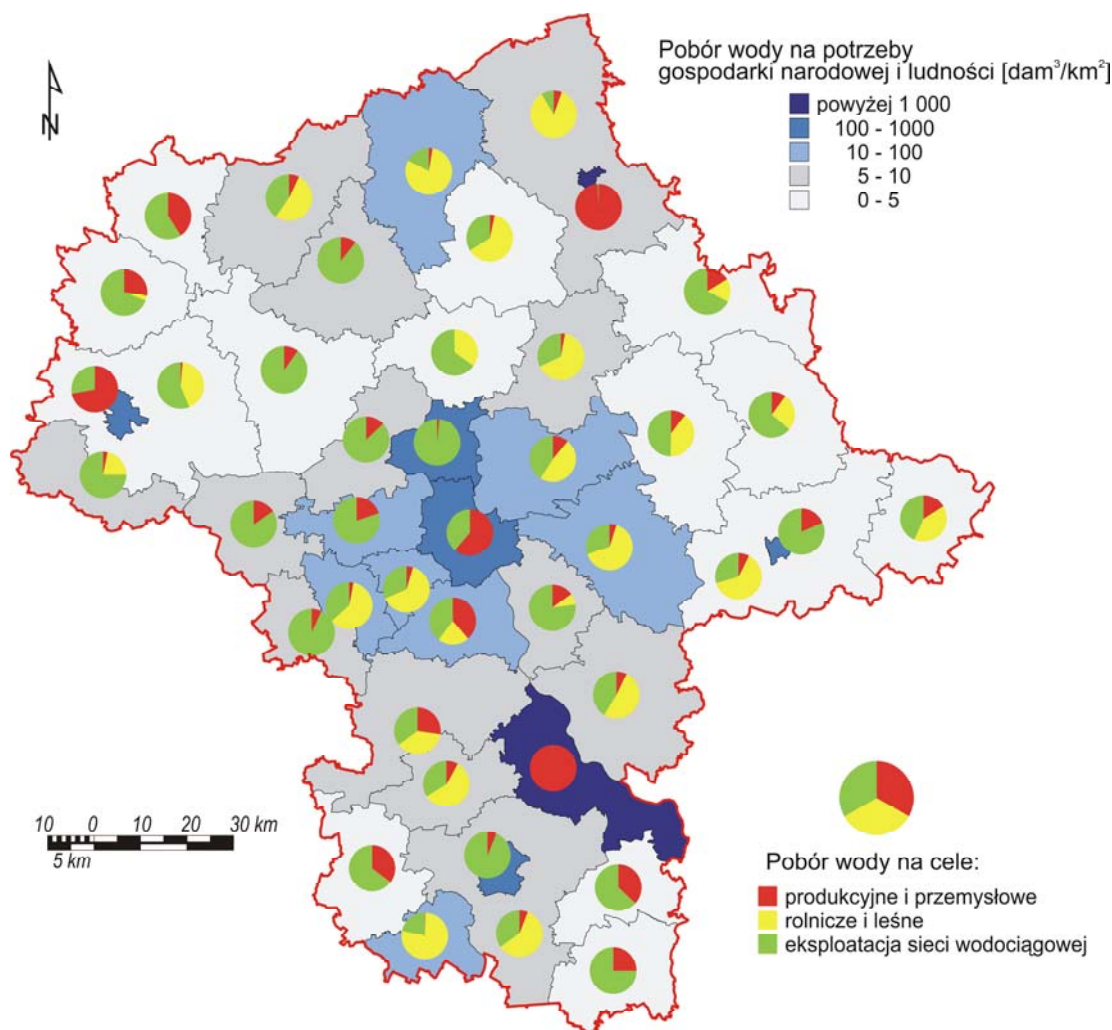 Pobór wody na potrzeby
gospodarki narodowej i ludności [dam³/km²]
powyżej 1 000
100 - 1000
10 - 100
5 - 10
0 - 5
N
10 0 10 20 30 km
5 km
Pobór wody na cele:
produkcyjne i przemysłowe
rolnicze i leśne
eksploatacja sieci wodociągowej